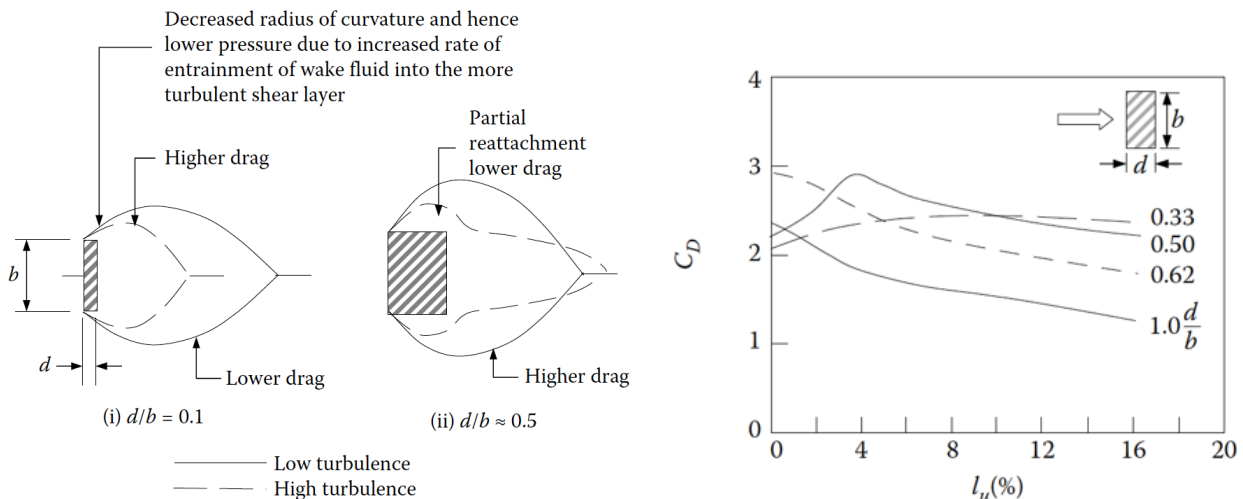 Decreased radius of curvature and hence
lower pressure due to increased rate of
entrainment of wake fluid into the more
turbulent shear layer
Higher drag
b
d
Lower drag
(i) d/b = 0.1
Partial
reattachment
lower drag
Higher drag
(ii) d/b ≈ 0.5
Low turbulence
High turbulence
4
3
2
1
0
C_D
0
4
8
12
16
20
l_u(%)
b
d
0.33
0.50
0.62
1.0 d/b